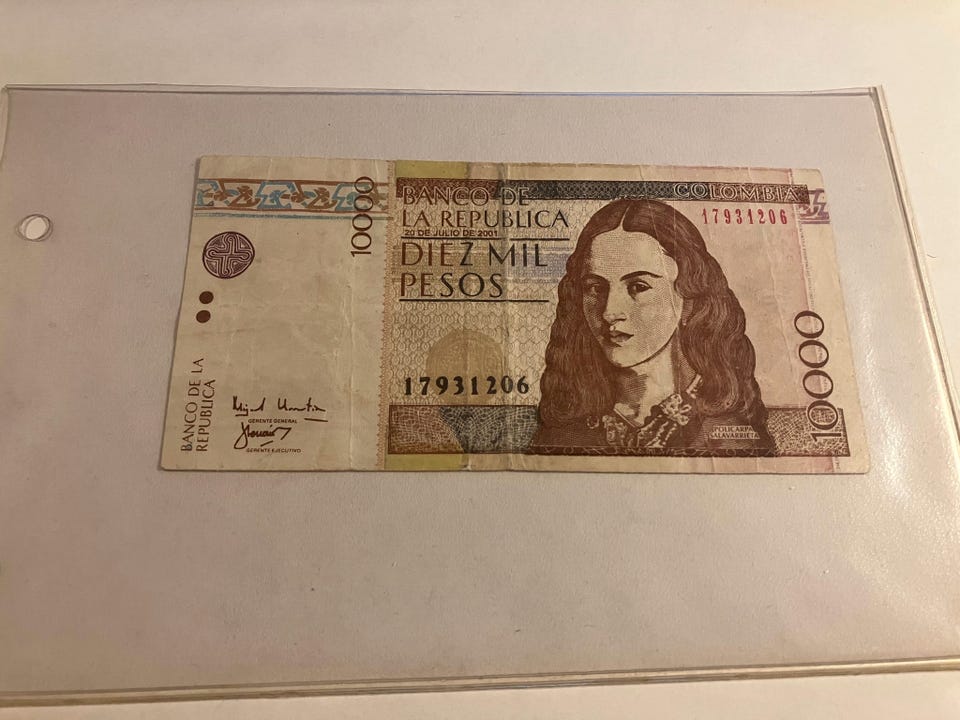 10000
BANCO DE LA
REPUBLICA
GERENTE GENERAL
GERENTE EJECUTIVO
BANCO DE
LA REPUBLICA
20 DE JULIO DE 2001
DIEZ MIL
PESOS
17931206
COLOMBIA
17931206
POLICARPA
SALAVARRIETA
10000